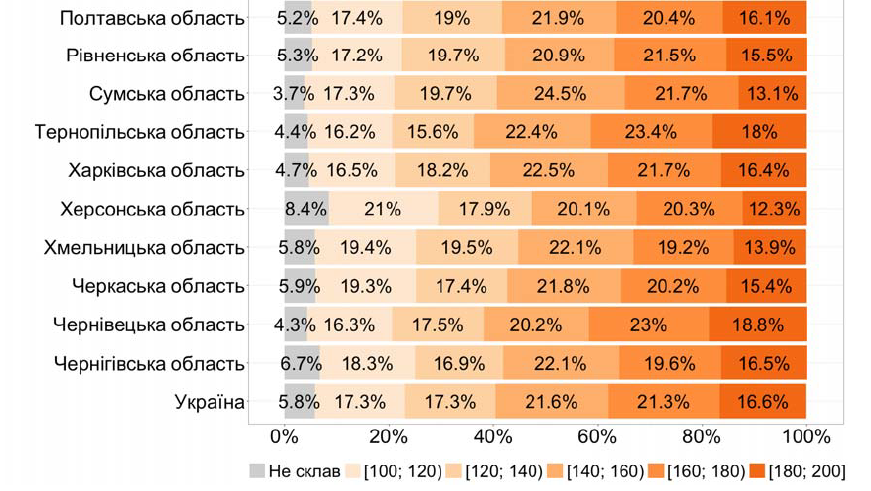 Полтавська область 5.2% 17.4% 19% 21.9% 20.4% 16.1%
Рівненська область 5.3% 17.2% 19.7% 20.9% 21.5% 15.5%
Сумська область 3.7% 17.3% 19.7% 24.5% 21.7% 13.1%
Тернопільська область 4.4% 16.2% 15.6% 22.4% 23.4% 18%
Харківська область 4.7% 16.5% 18.2% 22.5% 21.7% 16.4%
Херсонська область 8.4% 21% 17.9% 20.1% 20.3% 12.3%
Хмельницька область 5.8% 19.4% 19.5% 22.1% 19.2% 13.9%
Черкаська область 5.9% 19.3% 17.4% 21.8% 20.2% 15.4%
Чернівецька область 4.3% 16.3% 17.5% 20.2% 23% 18.8%
Чернігівська область 6.7% 18.3% 16.9% 22.1% 19.6% 16.5%
Україна 5.8% 17.3% 17.3% 21.6% 21.3% 16.6%
0% 20% 40% 60% 80% 100%
Не склав [100; 120) [120; 140) [140; 160) [160; 180) [180; 200]